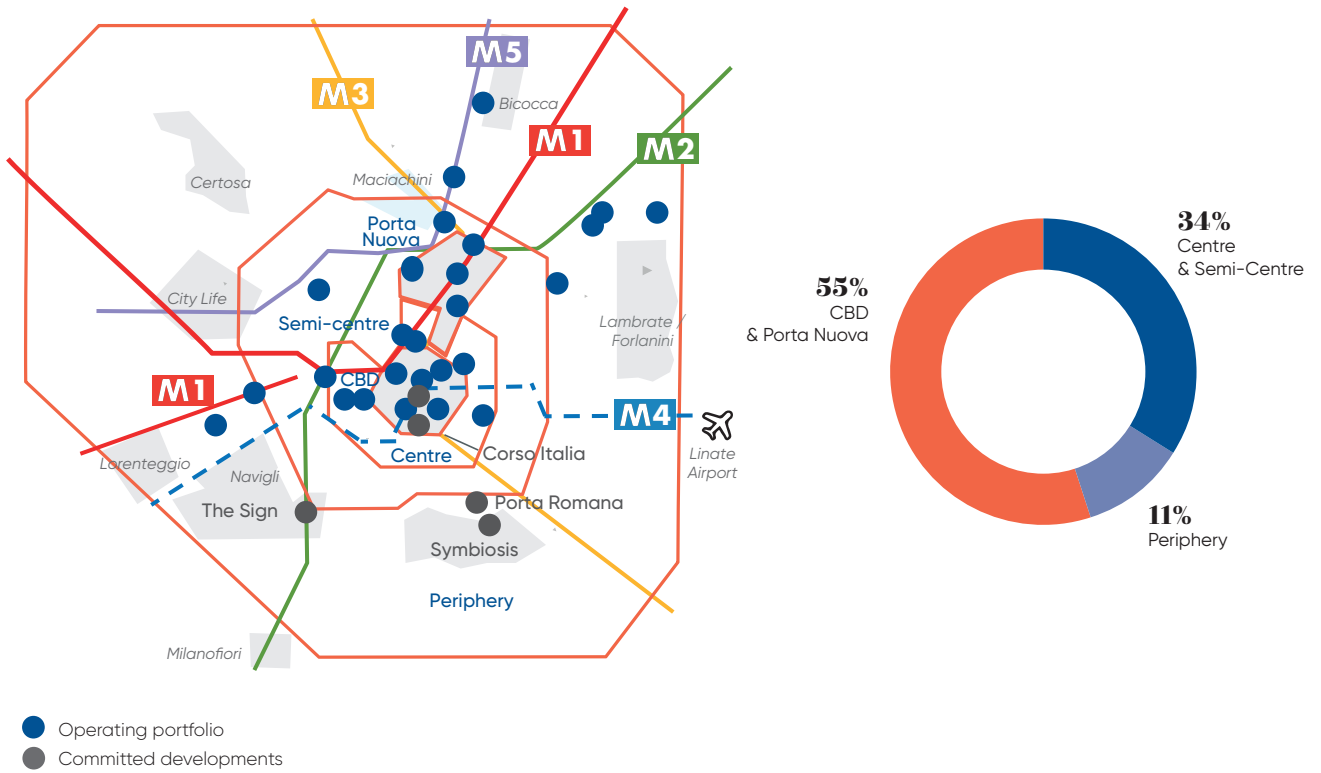 M5
M3
Bicocca
M1
M2
Maciachini
Certosa
Porta
Nova
34%
Centre
& Semi-Centre
55%
CBD
& Porta Nuova
City Life
Semi-centre
Lambrate /
Forlanini
CBD
M1
M4
Centre
Corso Italia
Linate
Airport
Lorenteggio
Navigli
The Sign
Porta Romana
Symbiosis
11%
Periphery
Periphery
Milanofiori
Operating portfolio
Committed developments